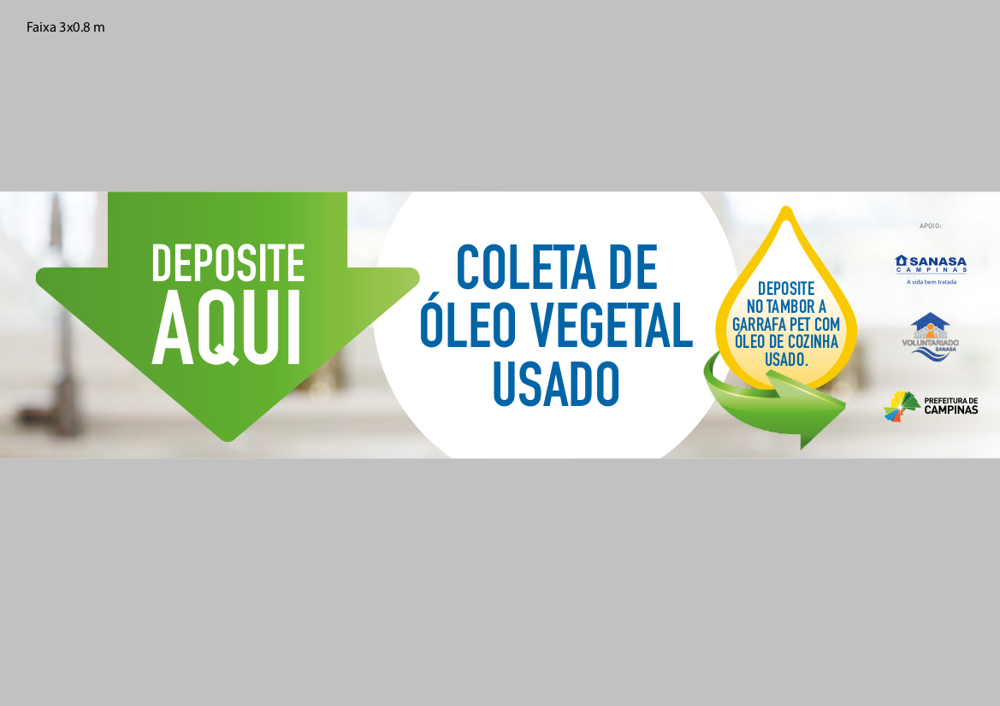 Faixa 3x0.8 m
DEPOSITE
AQUI
COLETA DE
ÓLEO VEGETAL
USADO
DEPOSITE
NO TAMBOR A
GARRAFA PET COM
ÓLEO DE COZINHA
USADO.
APOIO:
SANASA
CAMPINAS
A vida bem tratada
VOLUNTARIADO
SANASA
PREFEITURA DE
CAMPINAS